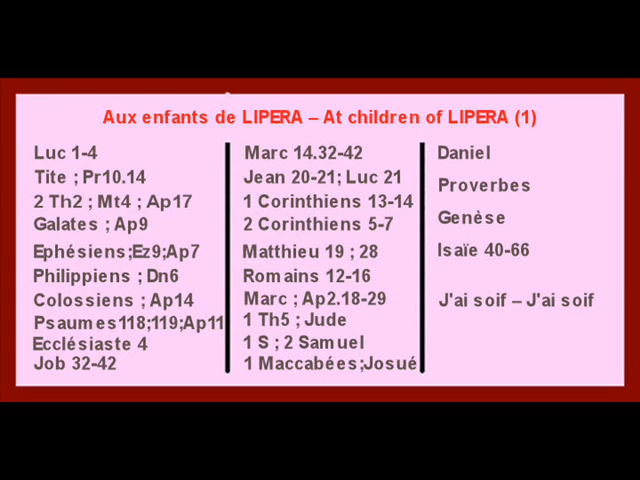 Aux enfants de LIPERA – At children of LIPERA (1)
Luc 1-4
Tite ; Pr10.14
2 Th2 ; Mt4 ; Ap17
Galates ; Ap9
Ephésiens;Ez9;Ap7
Philippiens ; Dn6
Colossiens ; Ap14
Psaumes118;119;Ap11
Ecclésiaste 4
Job 32-42
Marc 14.32-42
Jean 20-21; Luc 21
1 Corinthiens 13-14
2 Corinthiens 5-7
Matthieu 19 ; 28
Romains 12-16
Marc ; Ap2.18-29
1 Th5 ; Jude
1 S ; 2 Samuel
1 Maccabées;Josué
Daniel
Proverbes
Genèse
Isaïe 40-66
J'ai soif – J'ai soif